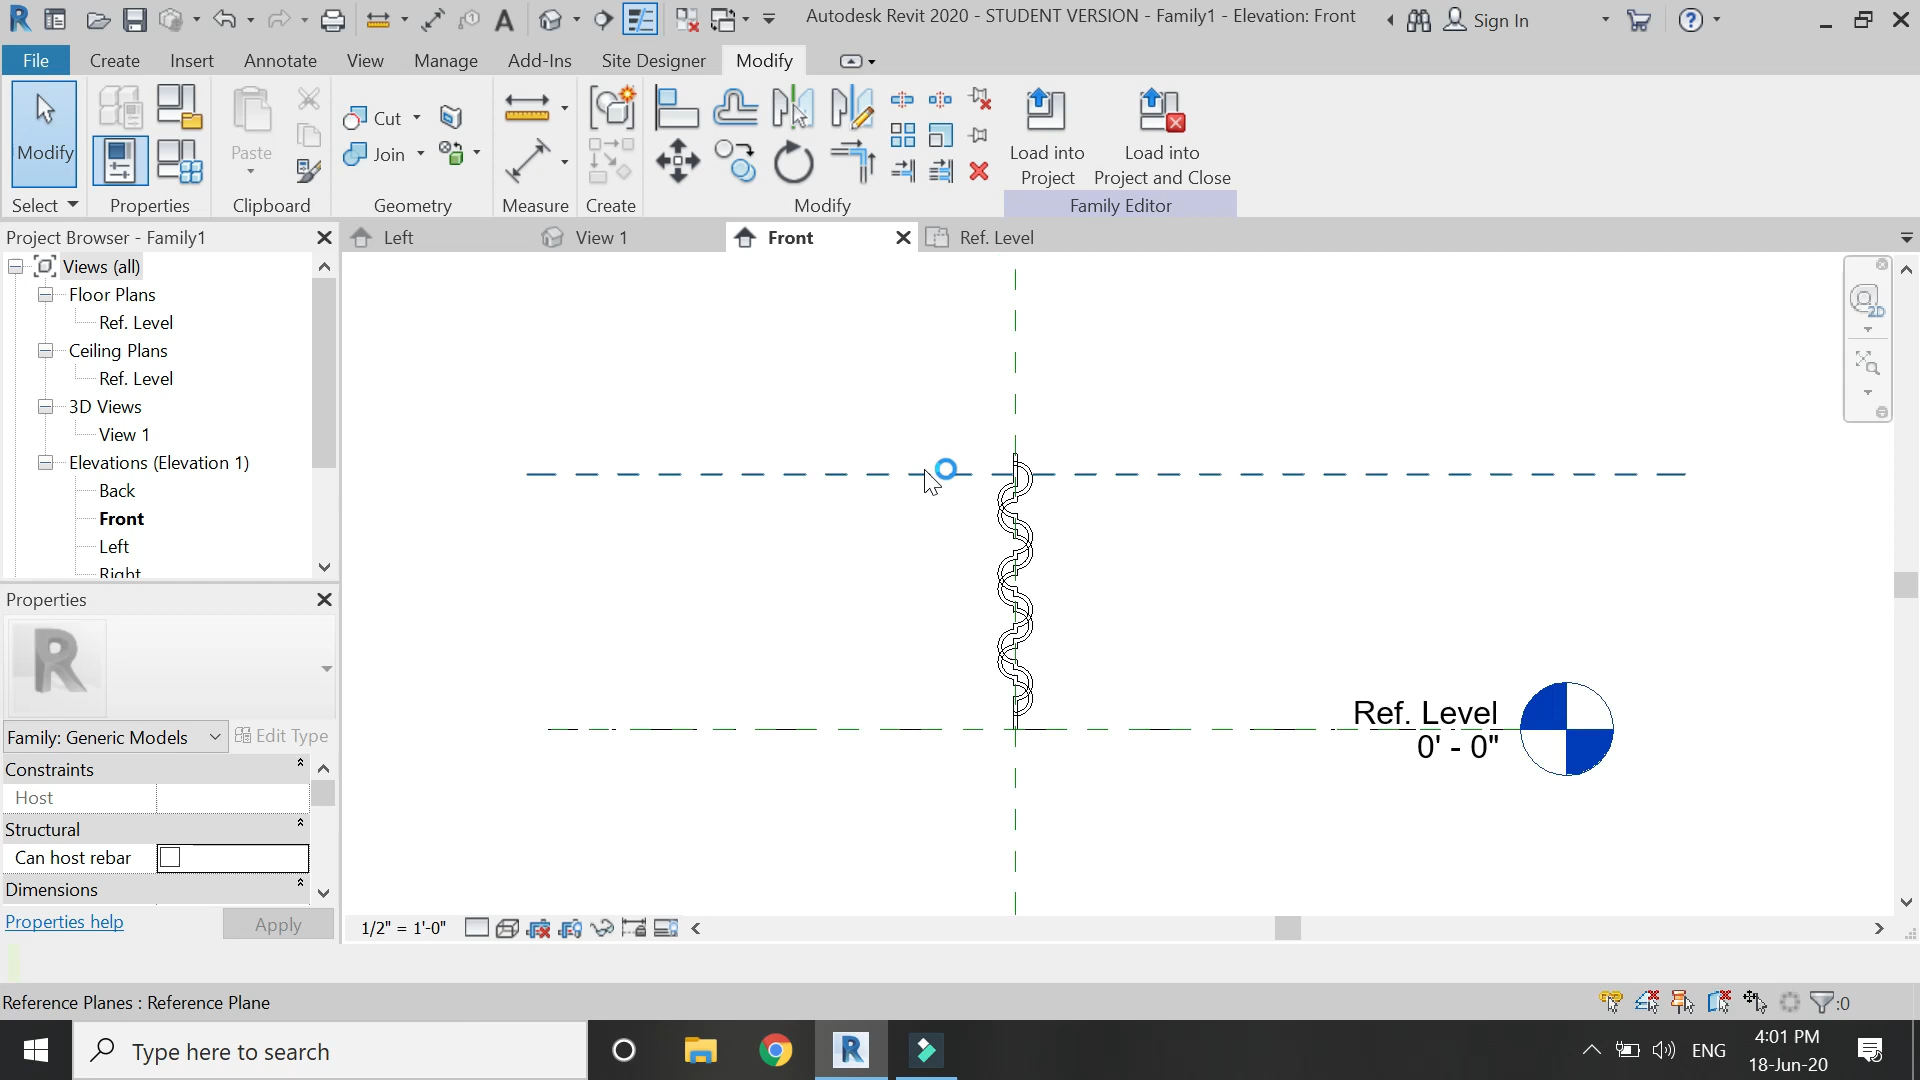 Autodesk Revit 2020 - STUDENT VERSION - Family1 - Elevation: Front
Sign In
File
Create
Insert
Annotate
View
Manage
Add-Ins
Site Designer
Modify
Modify
Paste
Cut
Join
Load into
Project
Load into
Project and Close
Select
Properties
Clipboard
Geometry
Measure
Create
Modify
Family Editor
Project Browser - Family1
Left
View 1
Front
Ref. Level
Views (all)
Floor Plans
Ref. Level
Ceiling Plans
Ref. Level
3D Views
View 1
Elevations (Elevation 1)
Back
Front
Left
Right
Properties
R
Family: Generic Models
Edit Type
Constraints
Host
Structural
Can host rebar
Dimensions
Properties help
Apply
2D
Ref. Level
0' - 0"
1/2" = 1'-0"
Reference Planes : Reference Plane
:0
Type here to search
ENG
4:01 PM
18-Jun-20